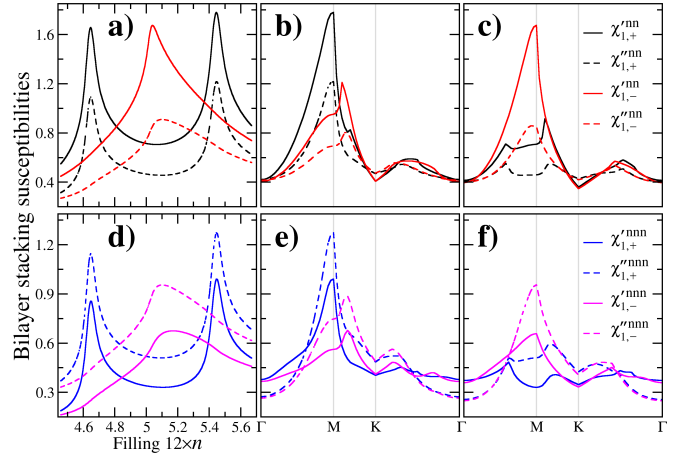 Bilayer stacking susceptibilities
a)
1.6
1.2
0.8
0.4
b)
c)
χ′ⁿⁿ₁,₊
χ″ⁿⁿ₁,₊
χ′ⁿⁿ₁,₋
χ″ⁿⁿ₁,₋
d)
1.2
0.9
0.6
0.3
e)
f)
χ′ⁿⁿⁿ₁,₊
χ″ⁿⁿⁿ₁,₊
χ′ⁿⁿⁿ₁,₋
χ″ⁿⁿⁿ₁,₋
4.6 4.8 5 5.2 5.4 5.6 Γ M K Γ M K Γ
Filling 12×n